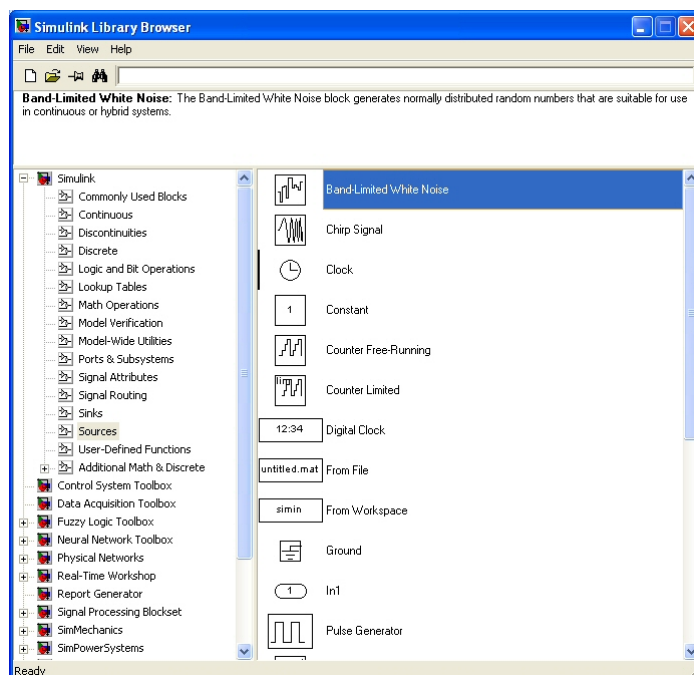 Simulink Library Browser
File Edit View Help
Band-Limited White Noise: The Band-Limited White Noise block generates normally distributed random numbers that are suitable for use
in continuous or hybrid systems.
Simulink
Commonly Used Blocks
Continuous
Discontinuities
Discrete
Logic and Bit Operations
Lookup Tables
Math Operations
Model Verification
Model-Wide Utilities
Ports & Subsystems
Signal Attributes
Signal Routing
Sinks
Sources
User-Defined Functions
Additional Math & Discrete
Control System Toolbox
Data Acquisition Toolbox
Fuzzy Logic Toolbox
Neural Network Toolbox
Physical Networks
Real-Time Workshop
Report Generator
Signal Processing Blockset
SimMechanics
SimPowerSystems
Band-Limited White Noise
Chirp Signal
Clock
1 Constant
Counter Free-Running
lim Counter Limited
12:34 Digital Clock
untitled.mat From File
simin From Workspace
Ground
1 In1
Pulse Generator
Ready